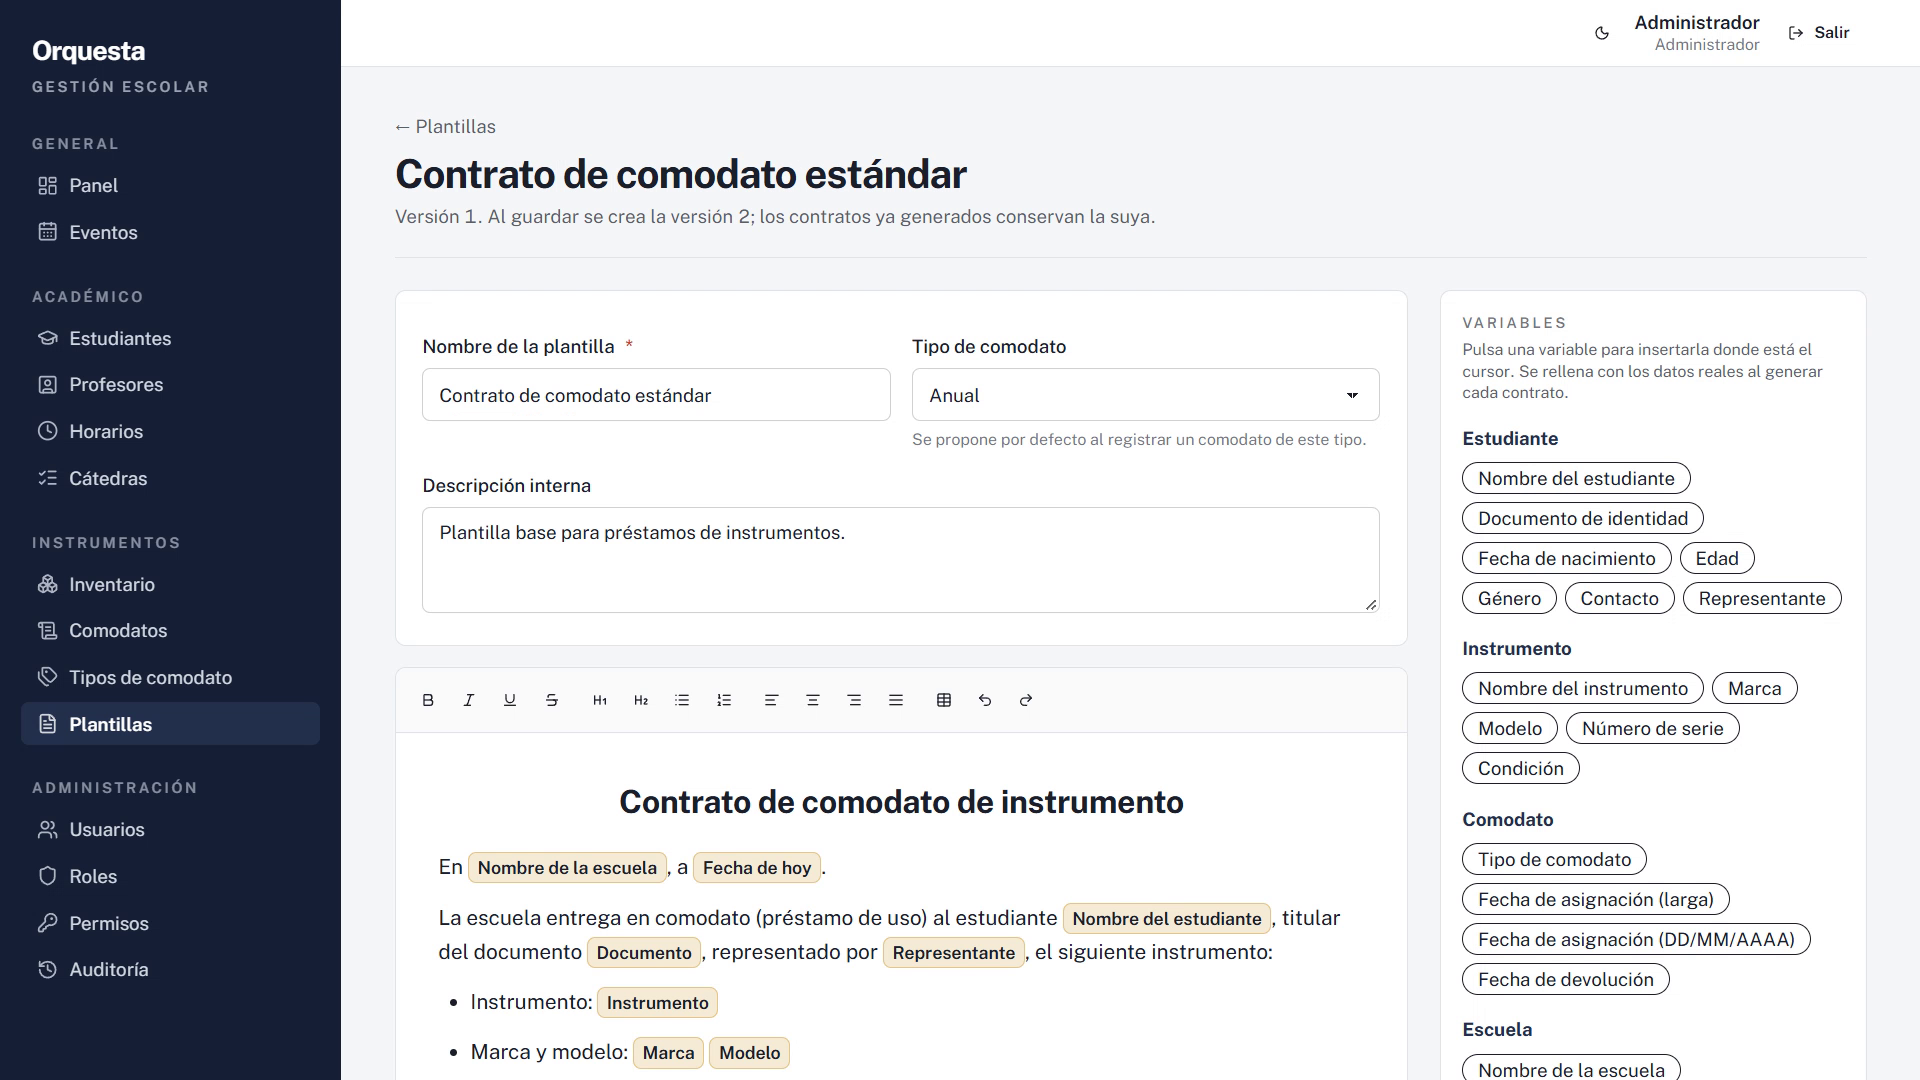 Orquesta
GESTIÓN ESCOLAR
GENERAL
Panel
Eventos
ACADÉMICO
Estudiantes
Profesores
Horarios
Cátedras
INSTRUMENTOS
Inventario
Comodatos
Tipos de comodato
Plantillas
ADMINISTRACIÓN
Usuarios
Roles
Permisos
Auditoría
Administrador
Administrador
Salir
← Plantillas
Contrato de comodato estándar
Versión 1. Al guardar se crea la versión 2; los contratos ya generados conservan la suya.
Nombre de la plantilla *
Contrato de comodato estándar
Tipo de comodato
Anual
Se propone por defecto al registrar un comodato de este tipo.
Descripción interna
Plantilla base para préstamos de instrumentos.
B I U S H1 H2
Contrato de comodato de instrumento
En Nombre de la escuela, a Fecha de hoy.
La escuela entrega en comodato (préstamo de uso) al estudiante Nombre del estudiante, titular
del documento Documento, representado por Representante, el siguiente instrumento:
• Instrumento: Instrumento
• Marca y modelo: Marca Modelo
VARIABLES
Pulsa una variable para insertarla donde está el
cursor. Se rellena con los datos reales al generar
cada contrato.
Estudiante
Nombre del estudiante
Documento de identidad
Fecha de nacimiento Edad
Género Contacto Representante
Instrumento
Nombre del instrumento Marca
Modelo Número de serie
Condición
Comodato
Tipo de comodato
Fecha de asignación (larga)
Fecha de asignación (DD/MM/AAAA)
Fecha de devolución
Escuela
Nombre de la escuela